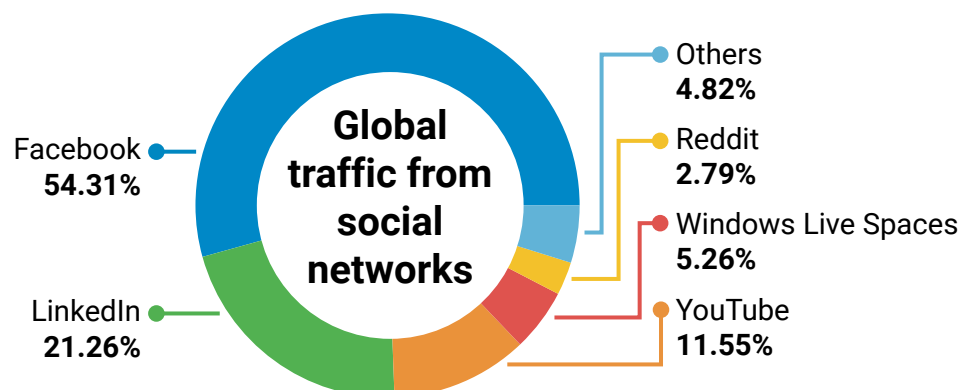 Global
traffic from
social
networks
Facebook
54.31%
LinkedIn
21.26%
Others
4.82%
Reddit
2.79%
Windows Live Spaces
5.26%
YouTube
11.55%